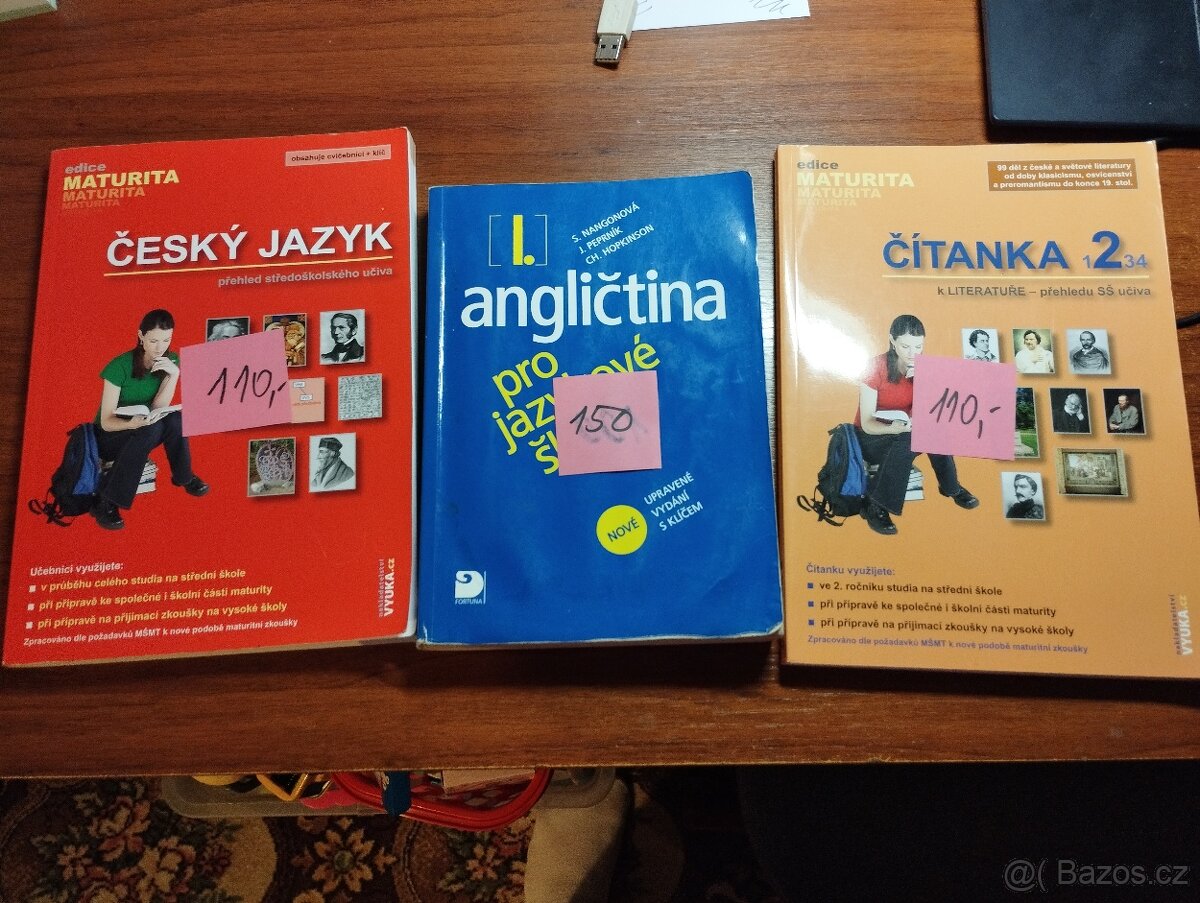 edice
MATURITA
MATURITA
MATURITA
obsahuje cvičebnici + klíč
ČESKÝ JAZYK
přehled středoškolského učiva
110,-
Učebnici využijete:
v průběhu celého studia na střední škole
při přípravě ke společné i školní části maturity
při přípravě na přijímací zkoušky na vysoké školy
Zpracováno dle požadavků MŠMT k nové podobě maturitní zkoušky
nakladatelství
VYUKA.cz
[I.]
S. NANGONOVÁ
J. PEPRNÍK
CH. HOPKINSON
angličtina
pro
150
NOVÉ
UPRAVENÉ
VYDÁNÍ
S KLÍČEM
FORTUNA
edice
MATURITA
MATURITA
MATURITA
99 děl z české a světové literatury
od doby klasicismu, osvícenství
a preromantismu do konce 19. stol.
ČÍTANKA 1234
k LITERATUŘE – přehledu SŠ učiva
110,-
Čítanku využijete:
ve 2. ročníku studia na střední škole
při přípravě ke společné i školní části maturity
při přípravě na přijímací zkoušky na vysoké školy
Zpracováno dle požadavků MŠMT k nové podobě maturitní zkoušky
nakladatelství
VYUKA.cz
@( Bazos.cz